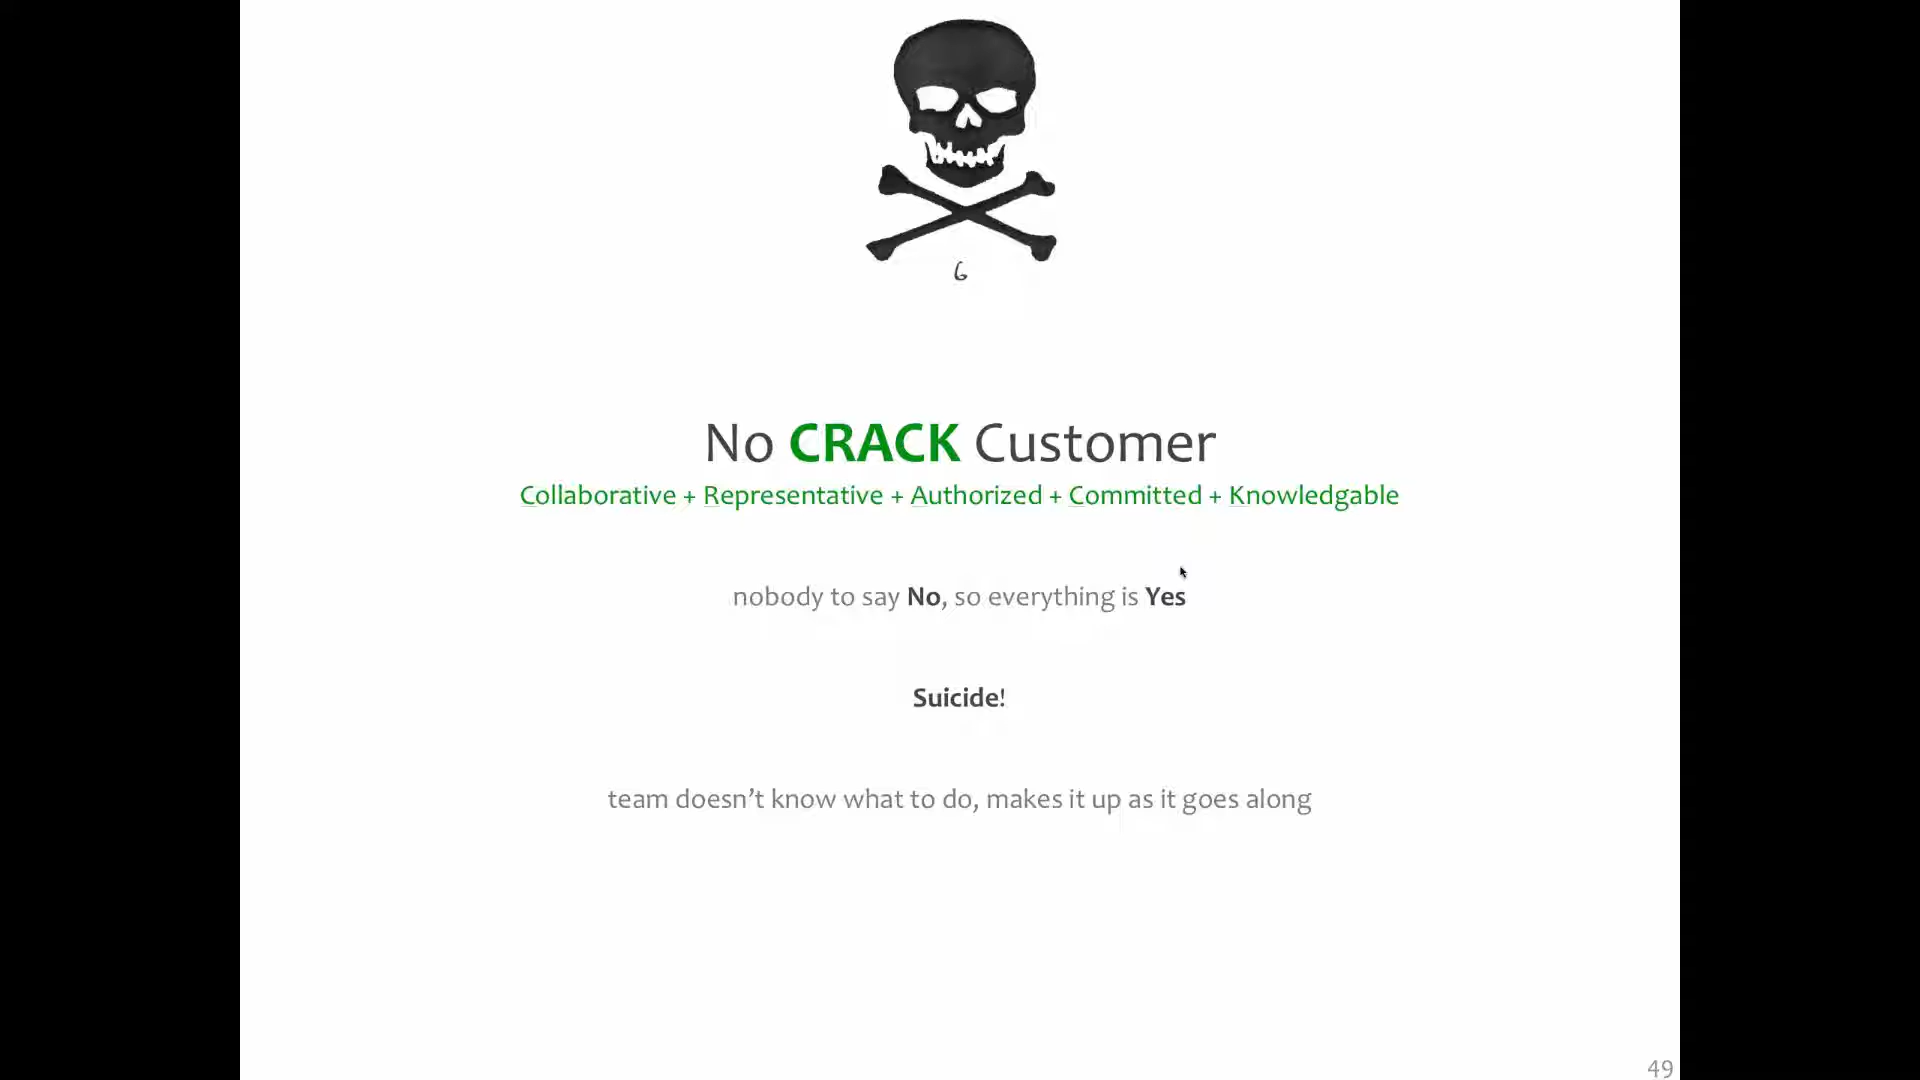 6
No CRACK Customer
Collaborative + Representative + Authorized + Committed + Knowledgable
nobody to say No, so everything is Yes
Suicide!
team doesn’t know what to do, makes it up as it goes along
49